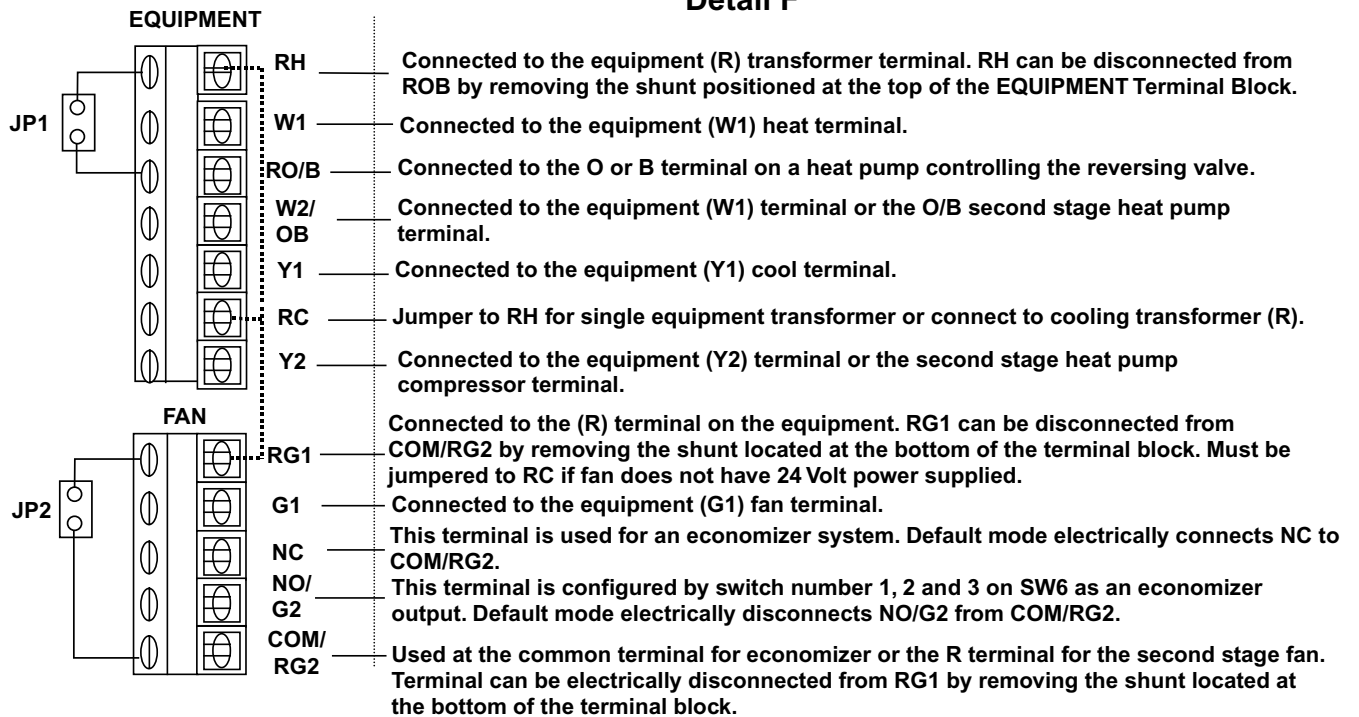 Detail F
EQUIPMENT
JP1
RH
Connected to the equipment (R) transformer terminal. RH can be disconnected from
ROB by removing the shunt positioned at the top of the EQUIPMENT Terminal Block.
W1
Connected to the equipment (W1) heat terminal.
RO/B
Connected to the O or B terminal on a heat pump controlling the reversing valve.
W2/
OB
Connected to the equipment (W1) terminal or the O/B second stage heat pump
terminal.
Y1
Connected to the equipment (Y1) cool terminal.
RC
Jumper to RH for single equipment transformer or connect to cooling transformer (R).
Y2
Connected to the equipment (Y2) terminal or the second stage heat pump
compressor terminal.
FAN
JP2
RG1
Connected to the (R) terminal on the equipment. RG1 can be disconnected from
COM/RG2 by removing the shunt located at the bottom of the terminal block. Must be
jumpered to RC if fan does not have 24 Volt power supplied.
G1
Connected to the equipment (G1) fan terminal.
NC
This terminal is used for an economizer system. Default mode electrically connects NC to
COM/RG2.
NO/
G2
This terminal is configured by switch number 1, 2 and 3 on SW6 as an economizer
output. Default mode electrically disconnects NO/G2 from COM/RG2.
COM/
RG2
Used at the common terminal for economizer or the R terminal for the second stage fan.
Terminal can be electrically disconnected from RG1 by removing the shunt located at
the bottom of the terminal block.